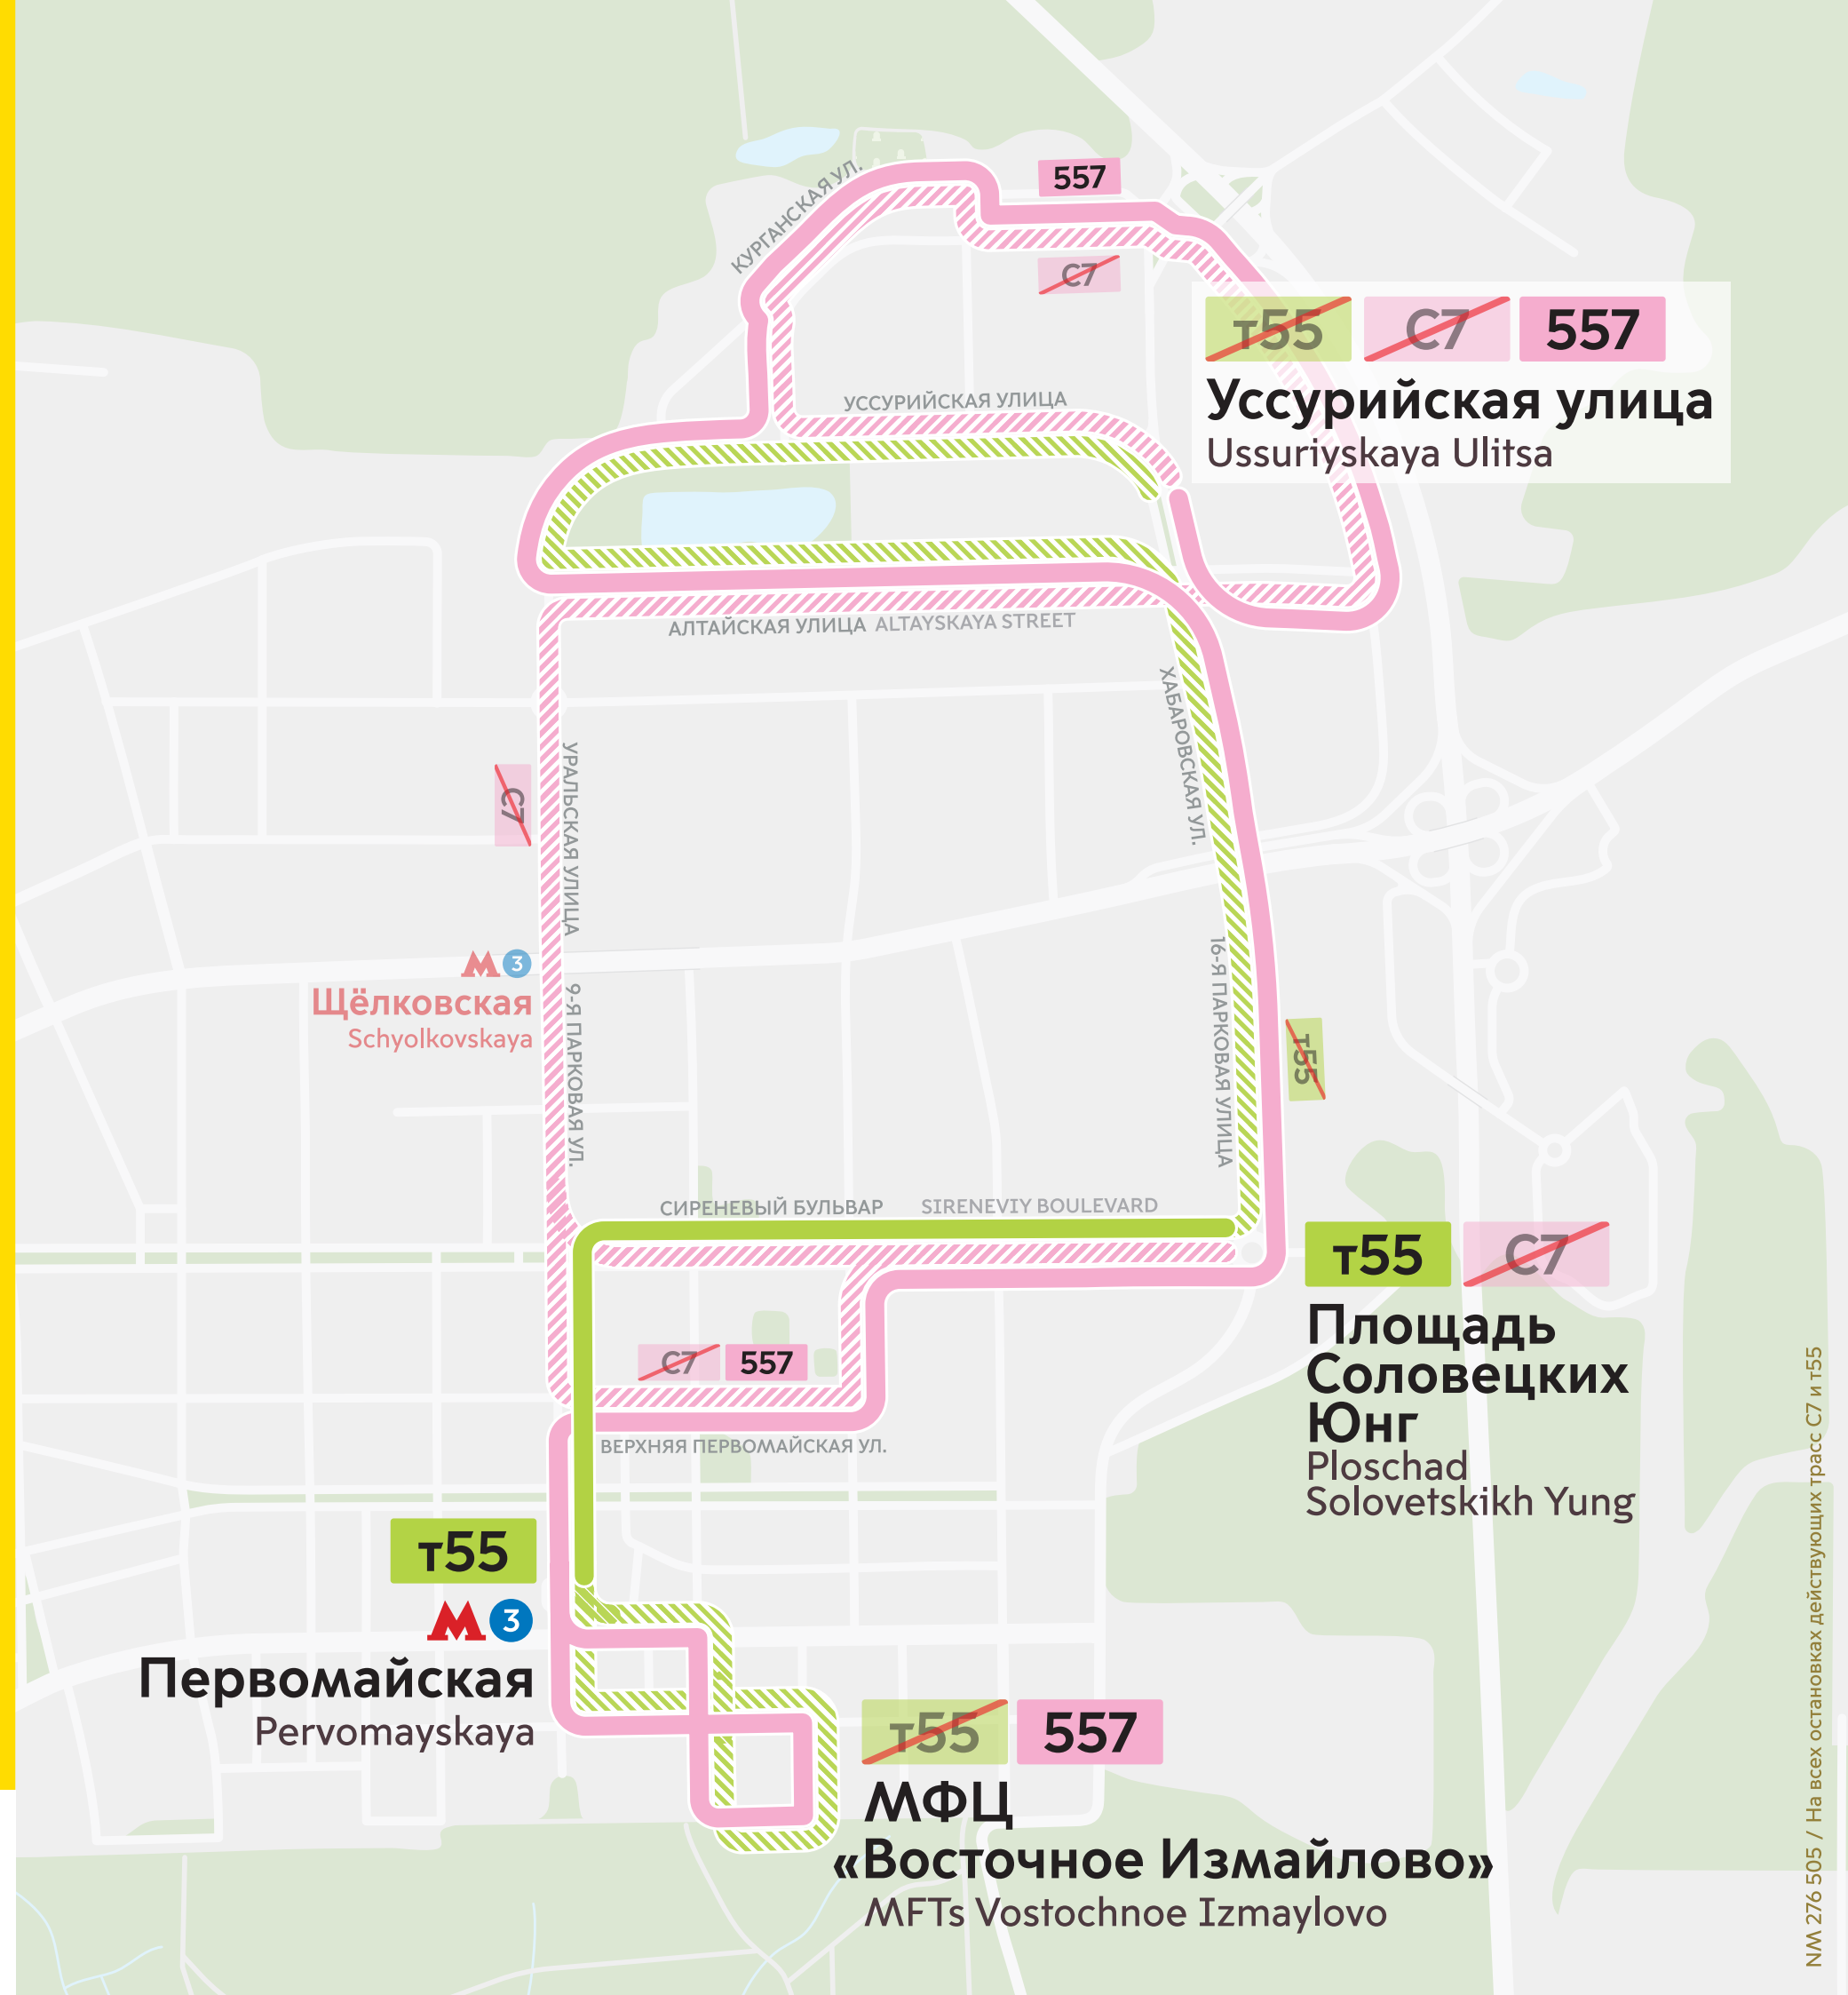 КУРГАНСКАЯ УЛ.
557
С7
т55 С7 557
Уссурийская улица
Ussuriyskaya Ulitsa
УССУРИЙСКАЯ УЛИЦА
АЛТАЙСКАЯ УЛИЦА ALTAYSKAYA STREET
ХАБАРОВСКАЯ УЛ.
С7
УРАЛЬСКАЯ УЛИЦА
М 3
Щёлковская
Schyolkovskaya
9-Я ПАРКОВАЯ УЛ.
16-Я ПАРКОВАЯ УЛИЦА
т55
СИРЕНЕВЫЙ БУЛЬВАР SIRENEVIY BOULEVARD
т55 С7
Площадь
Соловецких
Юнг
Ploschad
Solovetskikh Yung
С7 557
ВЕРХНЯЯ ПЕРВОМАЙСКАЯ УЛ.
т55
М 3
Первомайская
Pervomayskaya
т55 557
МФЦ
«Восточное Измайлово»
MFTs Vostochnoe Izmaylovo
NM 276 505 / На всех остановках действующих трасс С7 и т55